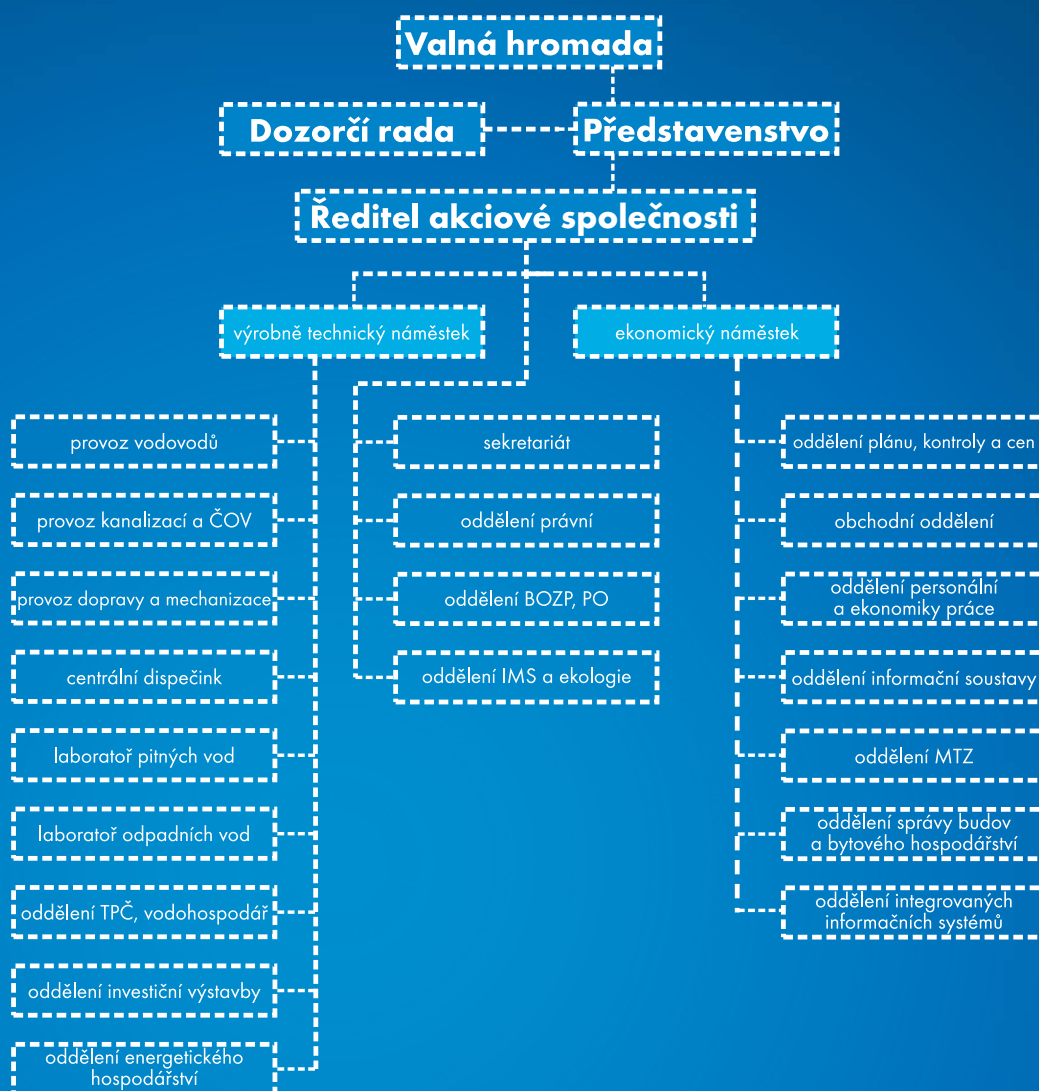 Valná hromada
Dozorčí rada
Představenstvo
Ředitel akciové společnosti
výrobně technický náměstek
ekonomický náměstek
provoz vodovodů
provoz kanalizací a ČOV
provoz dopravy a mechanizace
centrální dispečink
laboratoř pitných vod
laboratoř odpadních vod
oddělení TPČ, vodohospodář
oddělení investiční výstavby
oddělení energetického
hospodářství
sekretariát
oddělení právní
oddělení BOZP, PO
oddělení IMS a ekologie
oddělení plánu, kontroly a cen
obchodní oddělení
oddělení personální
a ekonomiky práce
oddělení informační soustavy
oddělení MTZ
oddělení správy budov
a bytového hospodářství
oddělení integrovaných
informačních systémů